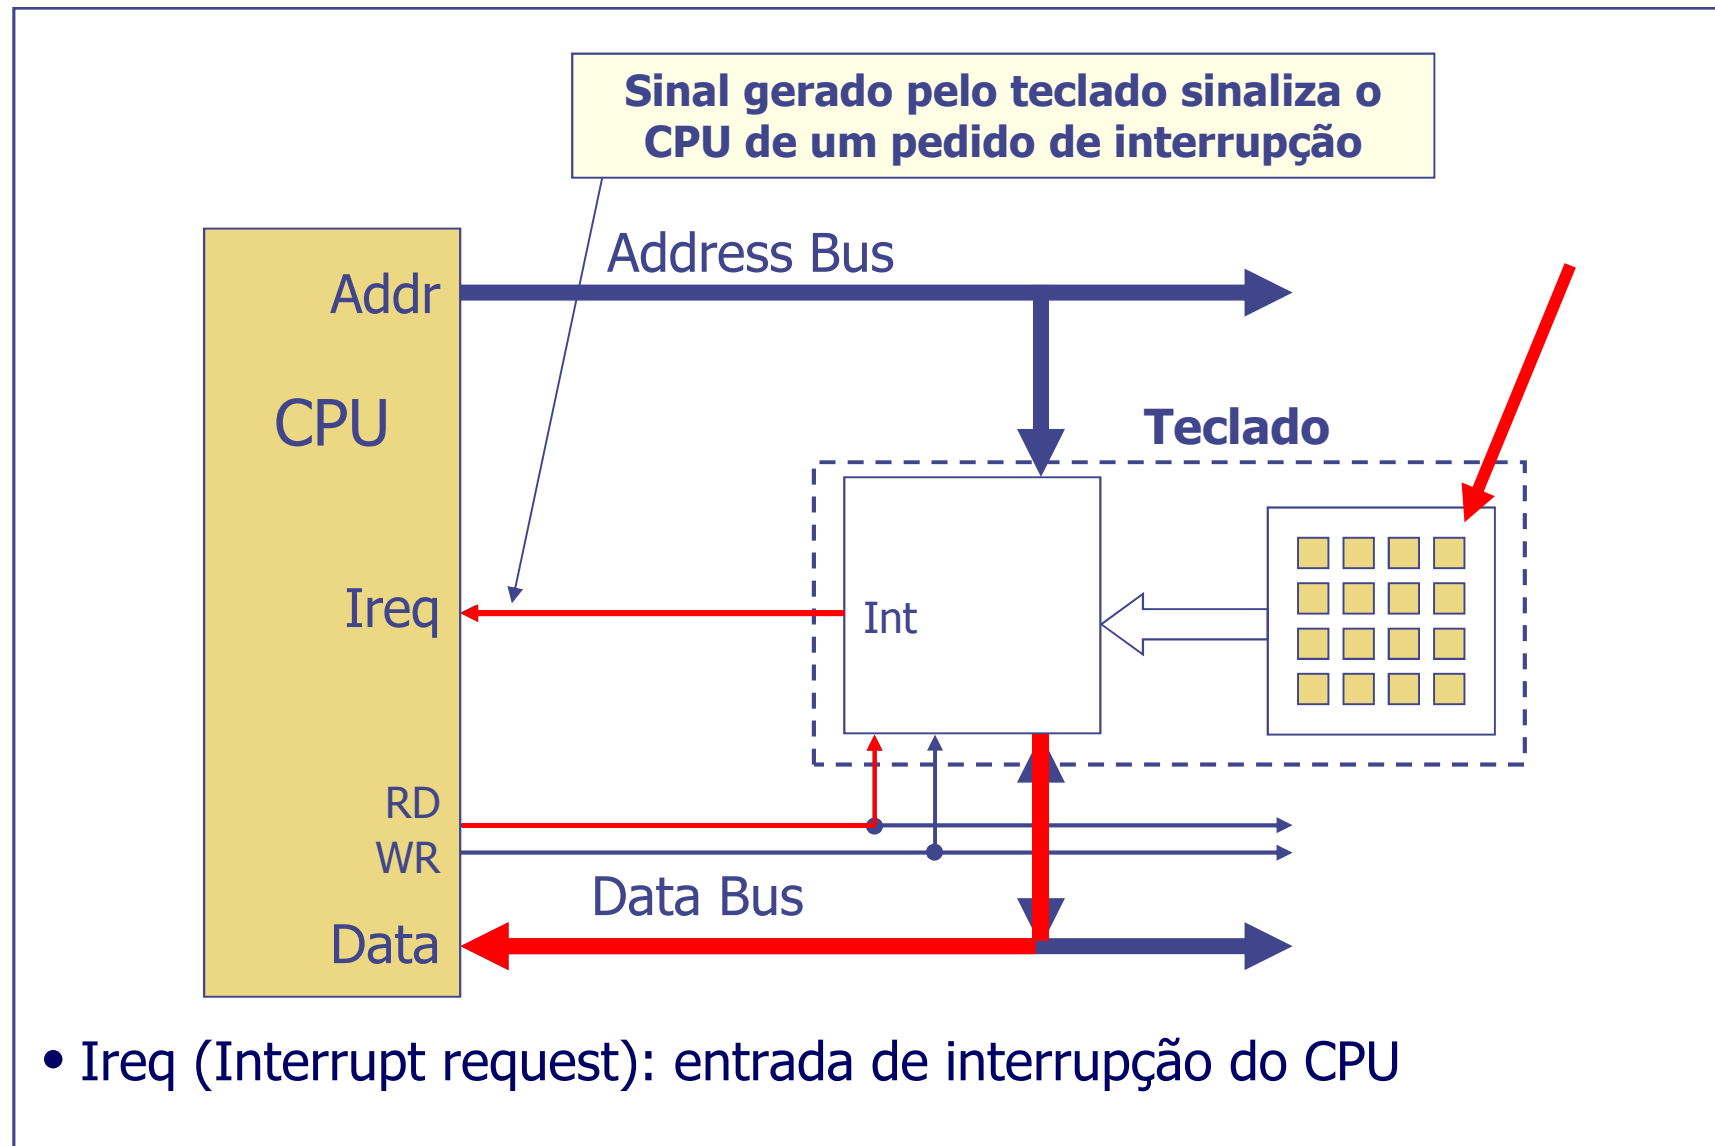 Sinal gerado pelo teclado sinaliza o
CPU de um pedido de interrupção
Address Bus
Addr
CPU
Teclado
Ireq
Int
RD
WR
Data Bus
Data
• Ireq (Interrupt request): entrada de interrupção do CPU